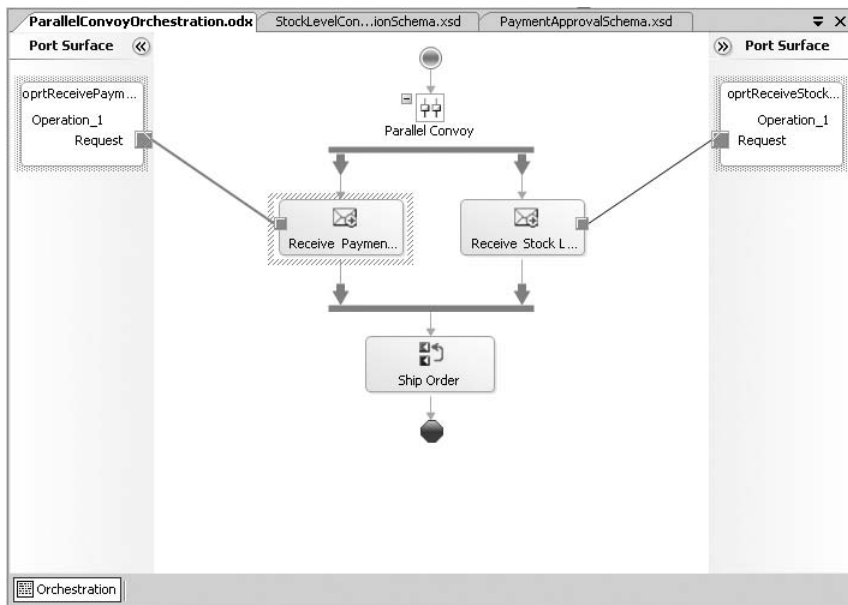 ParallelConvoyOrchestration.odx
StockLevelCon...ionSchema.xsd
PaymentApprovalSchema.xsd
Port Surface
Port Surface
oprtReceivePaym...
Operation_1
Request
Parallel Convoy
oprtReceiveStock...
Operation_1
Request
Receive Paymen...
Receive Stock L...
Ship Order
Orchestration